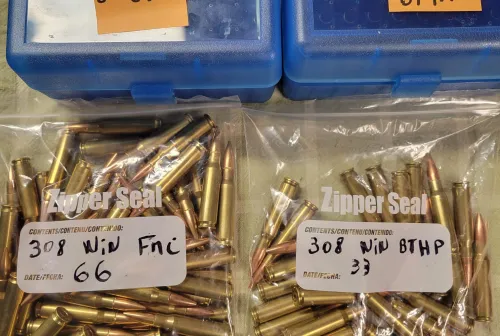 Zipper Seal
CONTENTS/CONTENU/CONTENIDO:
308 WIN FMC
DATE/FECHA:
66
Zipper Seal
CONTENTS/CONTENU/CONTENIDO:
308 WIN BTHP
DATE/FECHA:
33